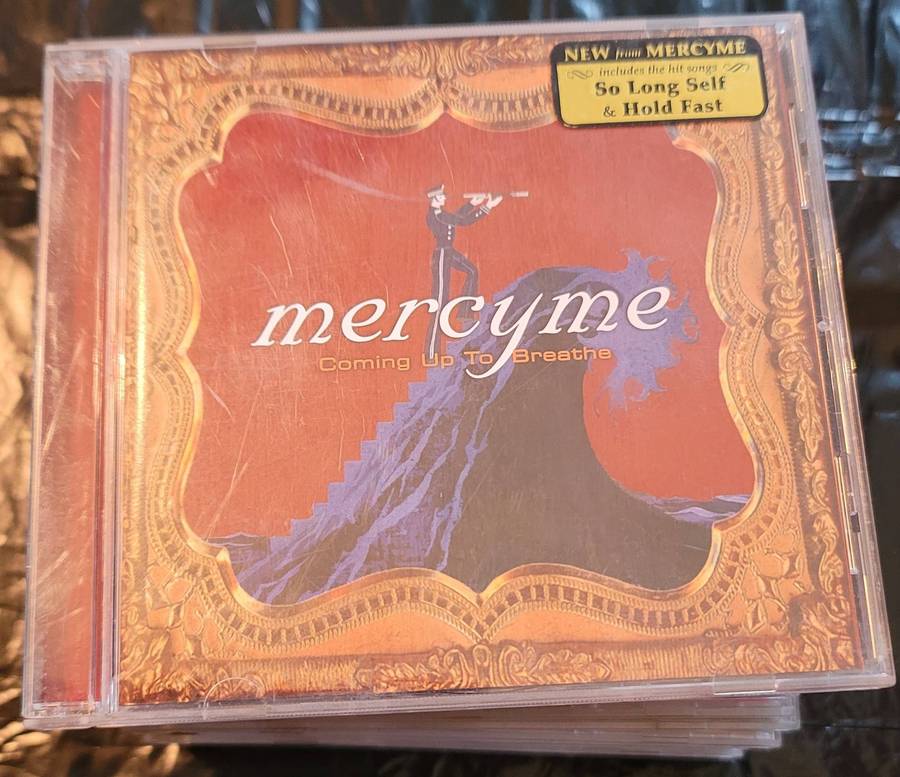 NEW from MERCYME
includes the hit songs
So Long Self
& Hold Fast
mercyme
Coming Up To Breathe